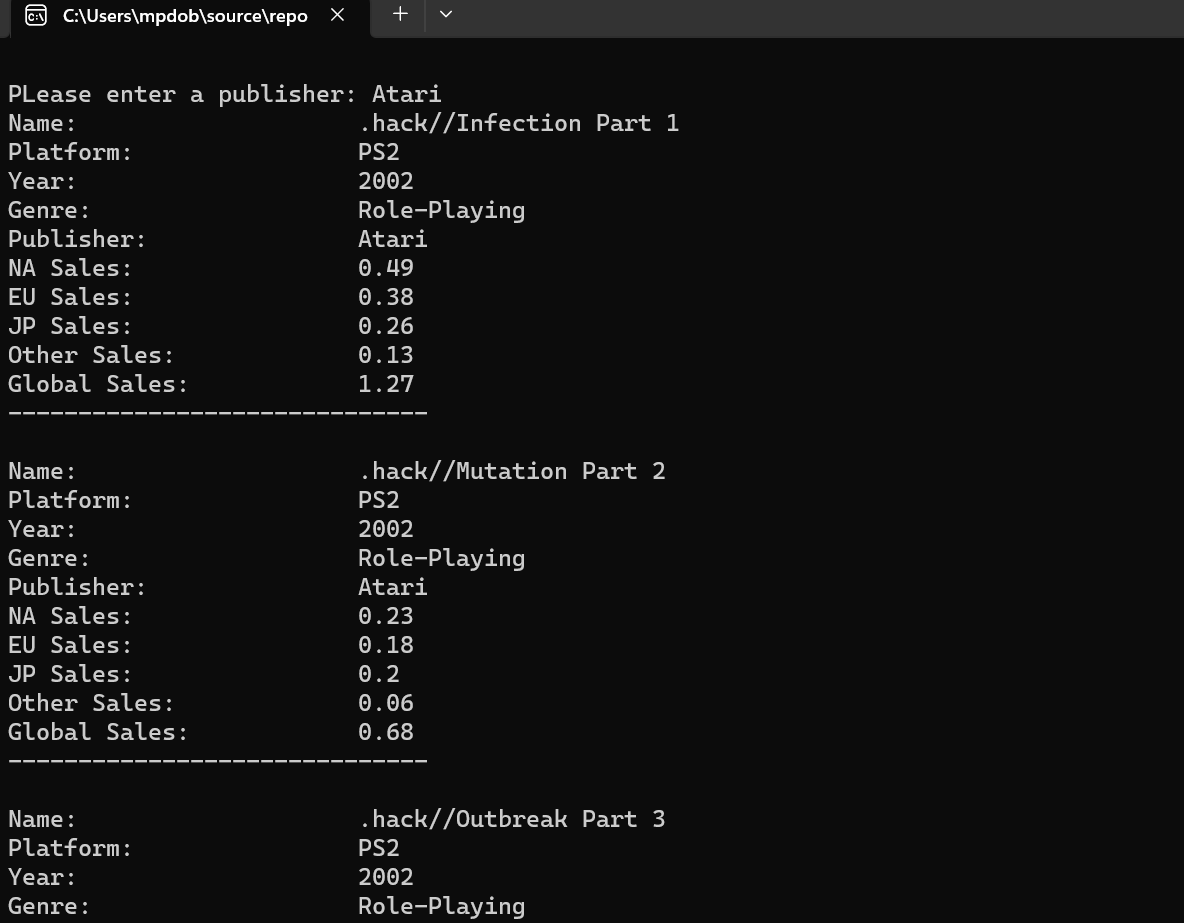 C:\Users\mpdob\source\repo
PLease enter a publisher: Atari
Name: .hack//Infection Part 1
Platform: PS2
Year: 2002
Genre: Role-Playing
Publisher: Atari
NA Sales: 0.49
EU Sales: 0.38
JP Sales: 0.26
Other Sales: 0.13
Global Sales: 1.27
------------------------------
Name: .hack//Mutation Part 2
Platform: PS2
Year: 2002
Genre: Role-Playing
Publisher: Atari
NA Sales: 0.23
EU Sales: 0.18
JP Sales: 0.2
Other Sales: 0.06
Global Sales: 0.68
------------------------------
Name: .hack//Outbreak Part 3
Platform: PS2
Year: 2002
Genre: Role-Playing